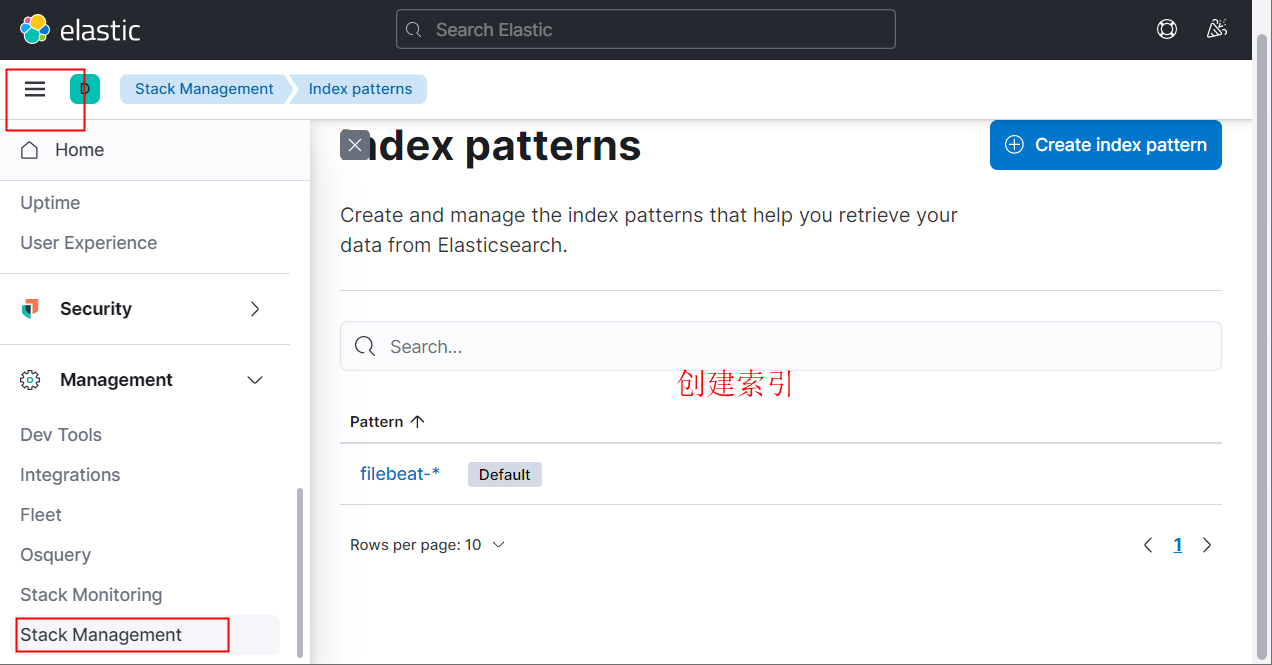 elastic
Search Elastic
D
Stack Management
Index patterns
Home
Uptime
User Experience
Security
Management
Dev Tools
Integrations
Fleet
Osquery
Stack Monitoring
Stack Management
ndex patterns
Create index pattern
Create and manage the index patterns that help you retrieve your
data from Elasticsearch.
Search...
创建索引
Pattern
filebeat-* Default
Rows per page: 10
1